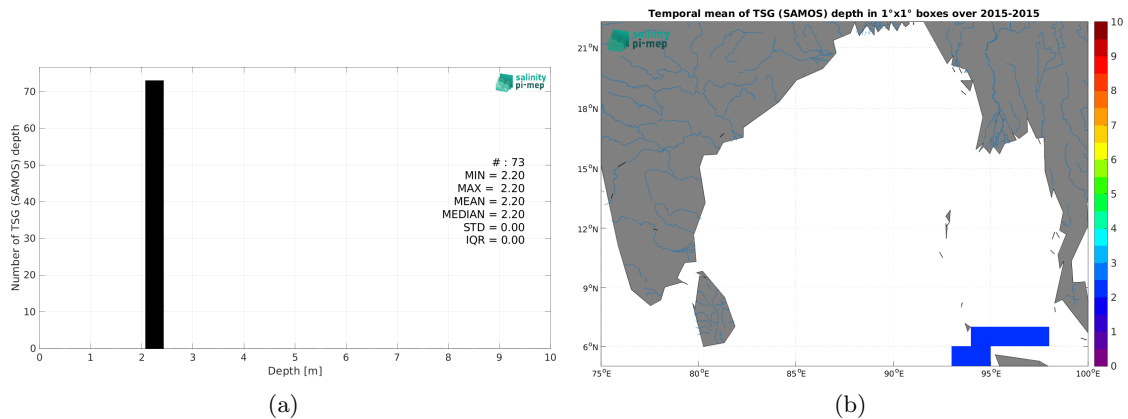 salinity
pi-mep
Number of TSG (SAMOS) depth
70
60
50
40
30
20
10
0
# : 73
MIN = 2.20
MAX = 2.20
MEAN = 2.20
MEDIAN = 2.20
STD = 0.00
IQR = 0.00
0 1 2 3 4 5 6 7 8 9 10
Depth [m]
(a)
Temporal mean of TSG (SAMOS) depth in 1°x1° boxes over 2015-2015
salinity
pi-mep
21°N
18°N
15°N
12°N
9°N
6°N
75°E 80°E 85°E 90°E 95°E 100°E
10
9
8
7
6
5
4
3
2
1
0
(b)